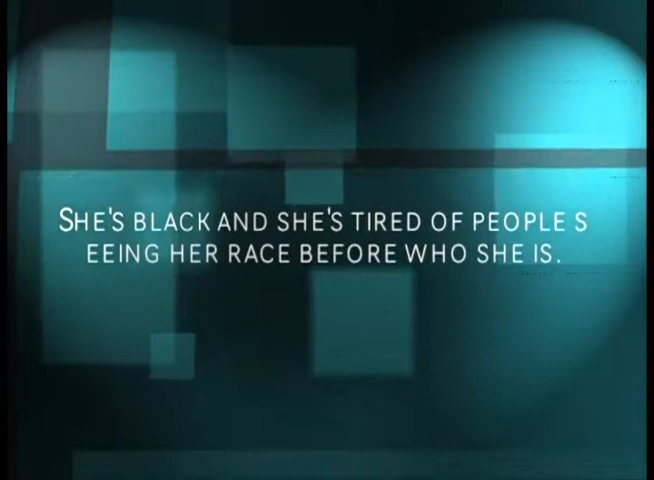 SHE'S BLACK AND SHE'S TIRED OF PEOPLE S
EEING HER RACE BEFORE WHO SHE IS.